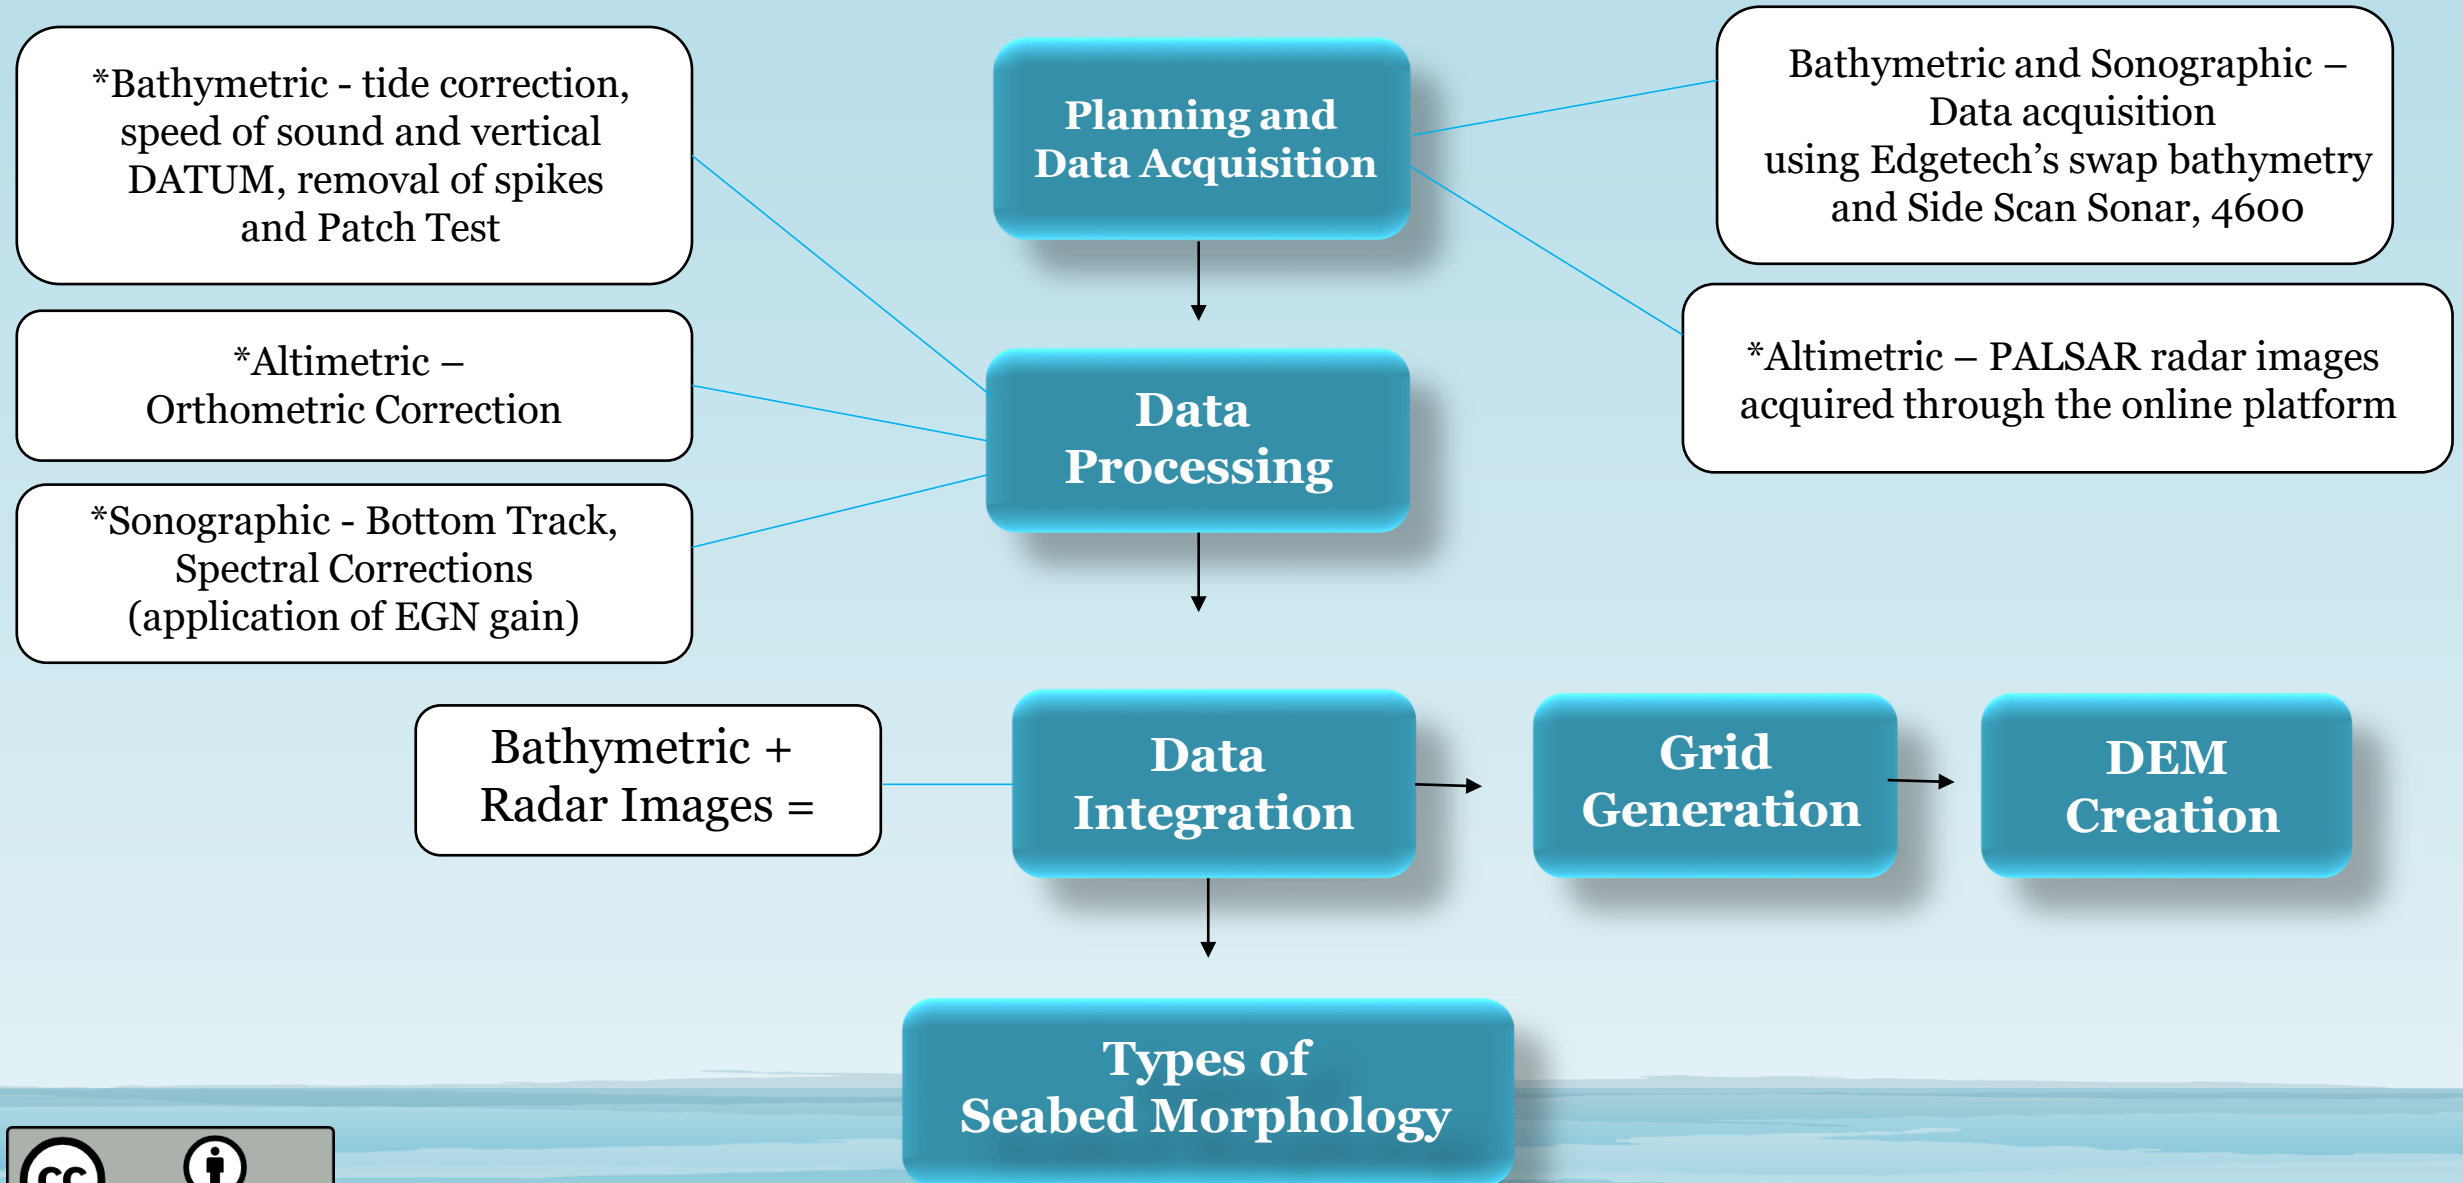 *Bathymetric - tide correction,
speed of sound and vertical
DATUM, removal of spikes
and Patch Test
Planning and
Data Acquisition
Bathymetric and Sonographic –
Data acquisition
using Edgetech's swap bathymetry
and Side Scan Sonar, 4600
*Altimetric –
Orthometric Correction
Data
Processing
*Altimetric – PALSAR radar images
acquired through the online platform
*Sonographic - Bottom Track,
Spectral Corrections
(application of EGN gain)
Bathymetric +
Radar Images =
Data
Integration
Grid
Generation
DEM
Creation
Types of
Seabed Morphology
cc